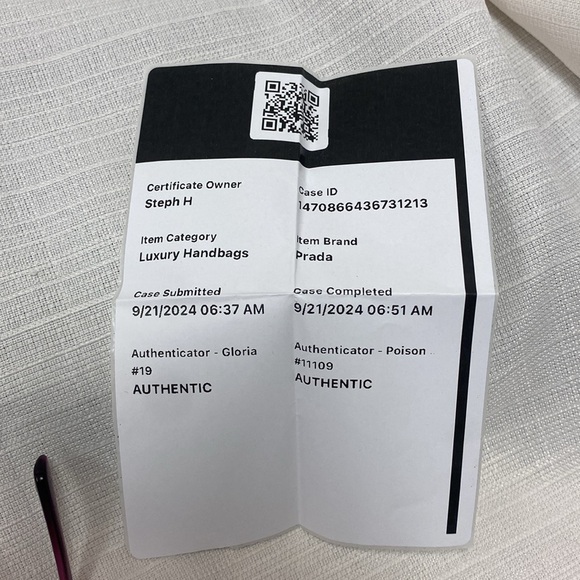 Certificate Owner
Steph H
Case ID
1470866436731213
Item Category
Luxury Handbags
Item Brand
Prada
Case Submitted
9/21/2024 06:37 AM
Case Completed
9/21/2024 06:51 AM
Authenticator - Gloria
#19
AUTHENTIC
Authenticator - Poison
#11109
AUTHENTIC